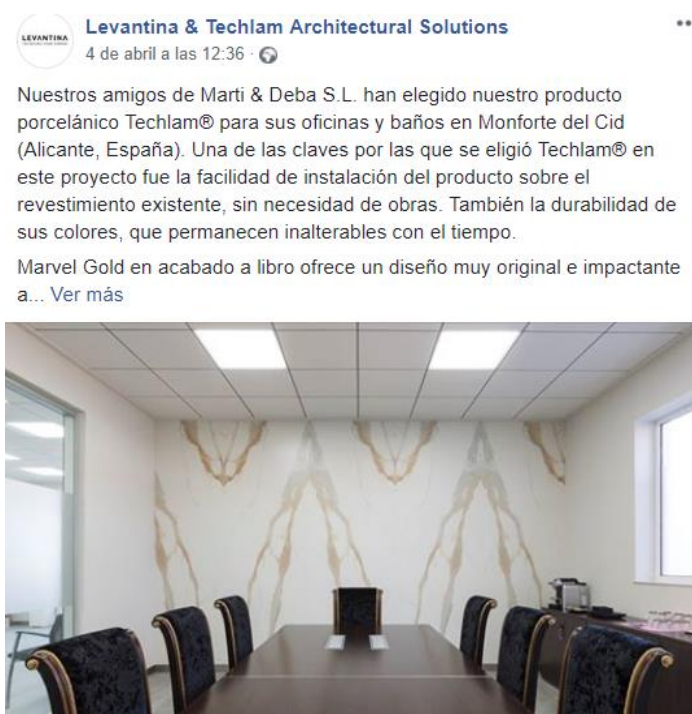 LEVANTINA
Levantina & Techlam Architectural Solutions
4 de abril a las 12:36 ·
Nuestros amigos de Marti & Deba S.L. han elegido nuestro producto
porcelánico Techlam® para sus oficinas y baños en Monforte del Cid
(Alicante, España). Una de las claves por las que se eligió Techlam® en
este proyecto fue la facilidad de instalación del producto sobre el
revestimiento existente, sin necesidad de obras. También la durabilidad de
sus colores, que permanecen inalterables con el tiempo.
Marvel Gold en acabado a libro ofrece un diseño muy original e impactante
a... Ver más